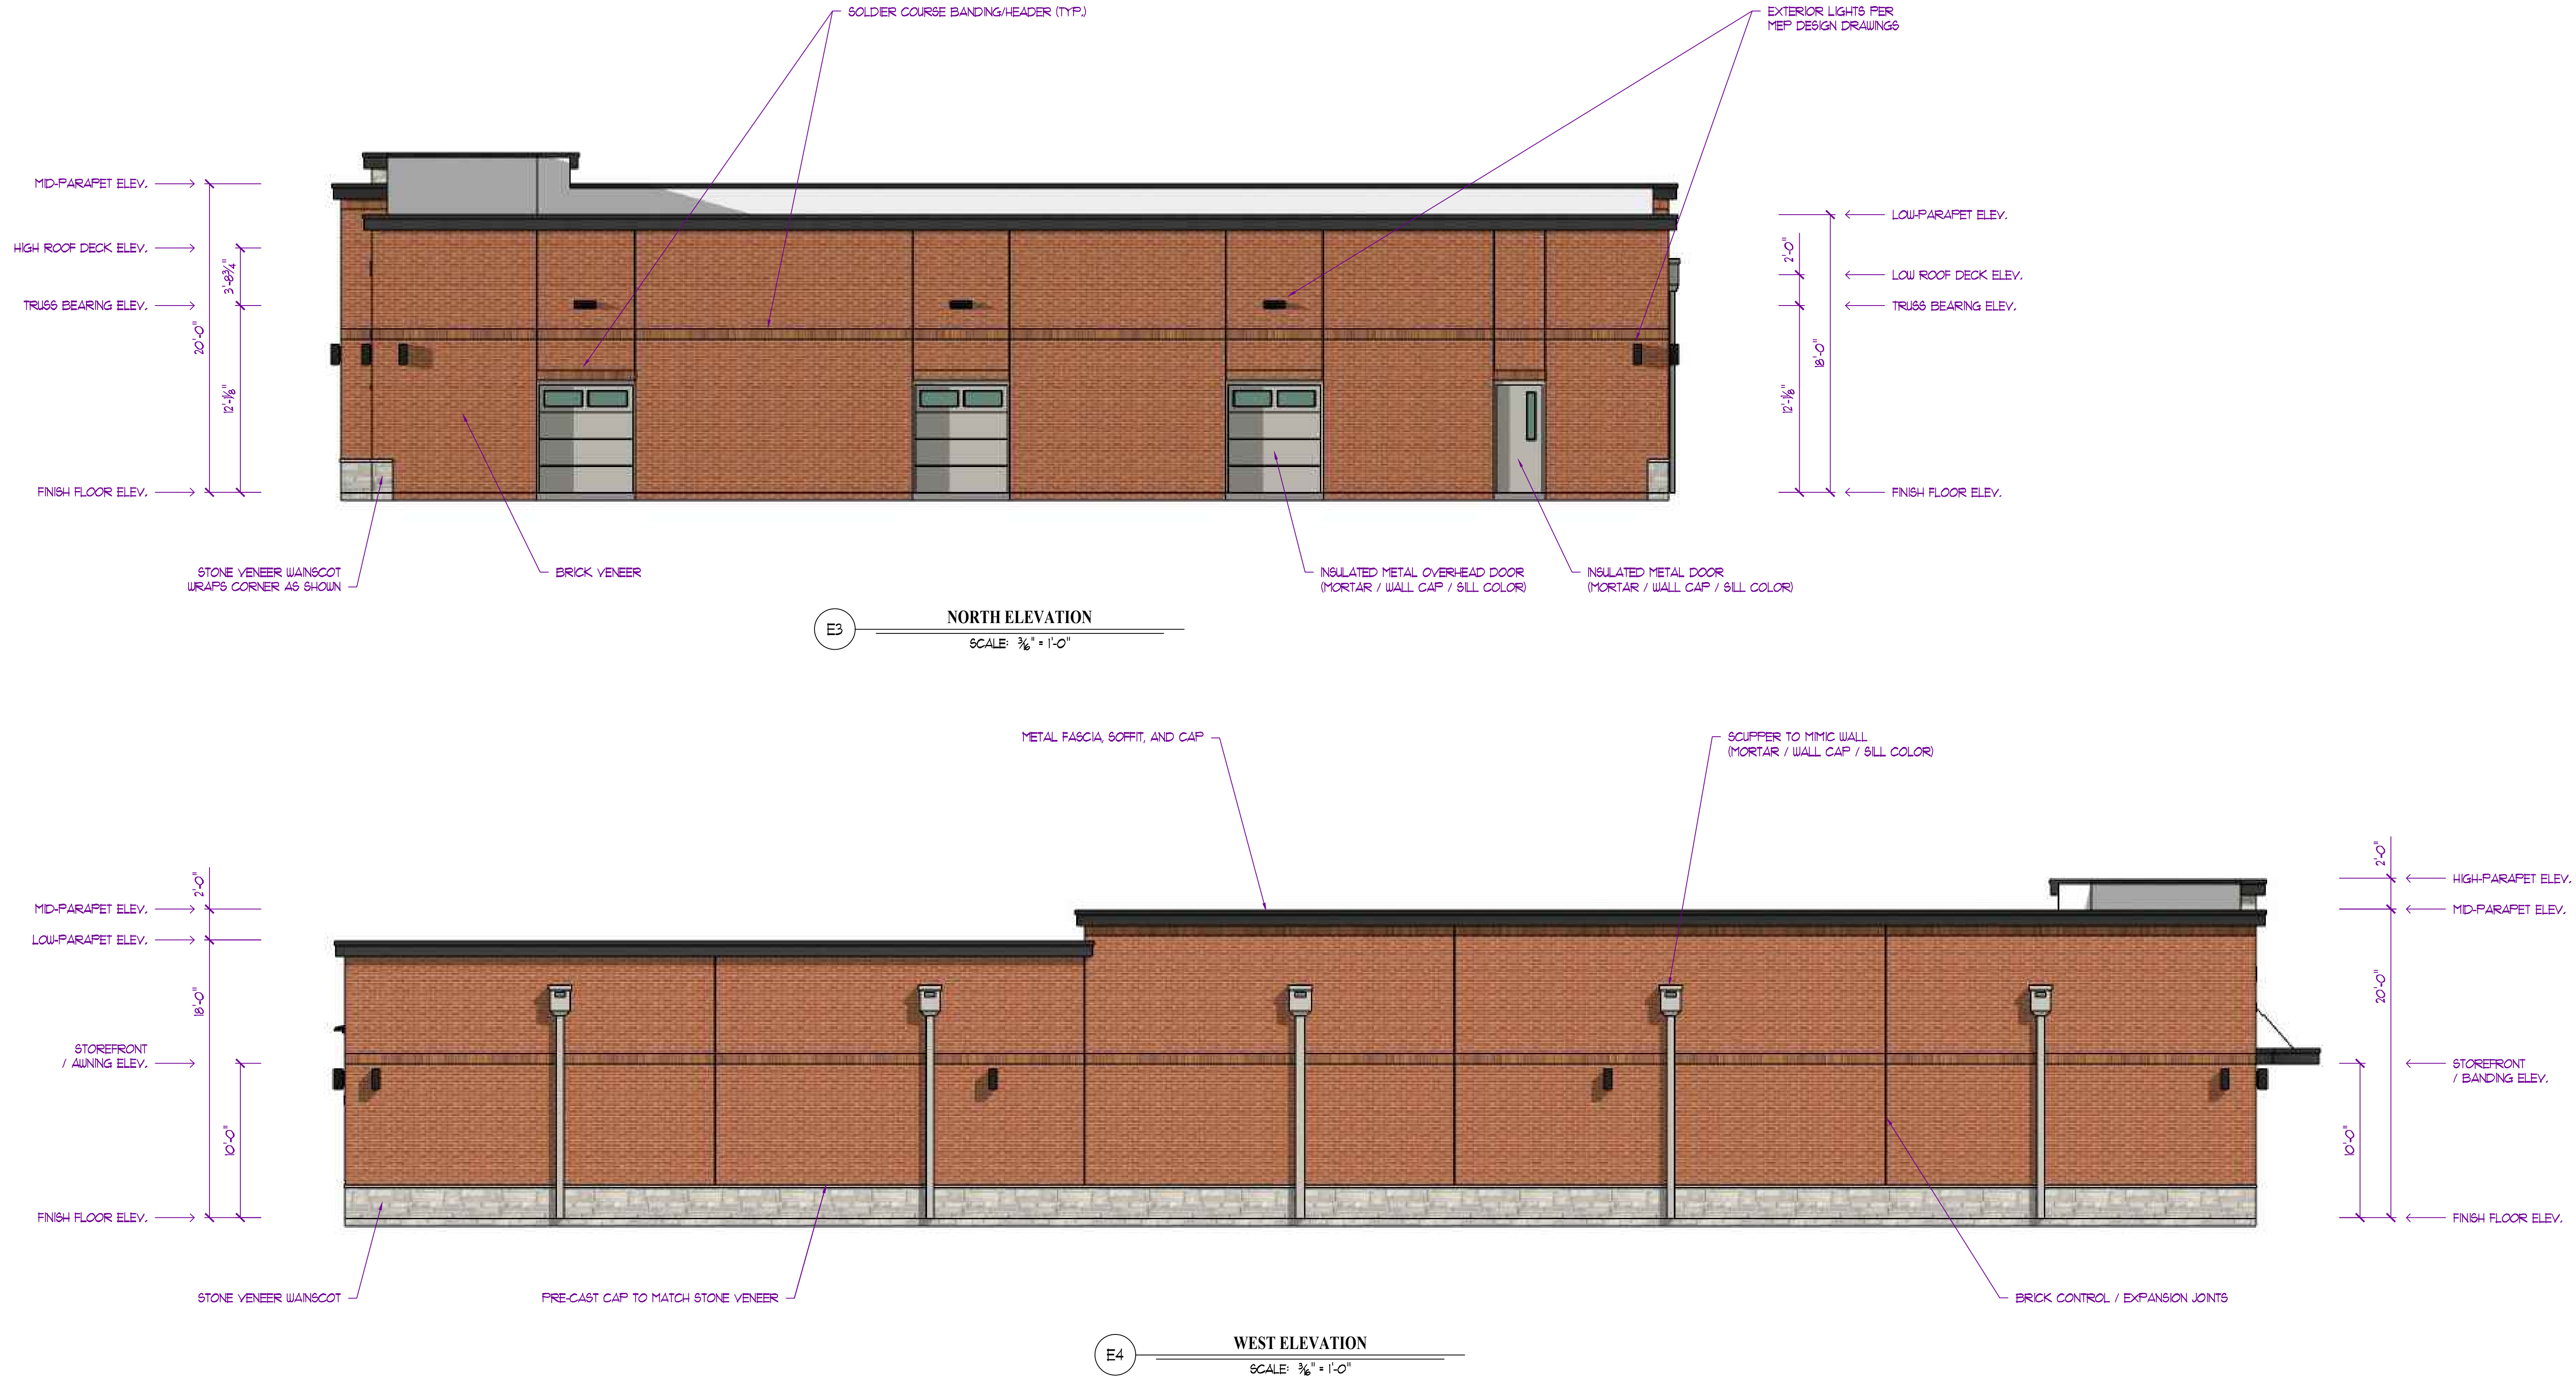 SOLDIER COURSE BANDING/HEADER (TYP.)
EXTERIOR LIGHTS PER
MEP DESIGN DRAWINGS
MID-PARAPET ELEV.
HIGH ROOF DECK ELEV.
TRUSS BEARING ELEV.
FINISH FLOOR ELEV.
20'-0"
3'-8¾"
12'-⅛"
LOW-PARAPET ELEV.
LOW ROOF DECK ELEV.
TRUSS BEARING ELEV.
FINISH FLOOR ELEV.
2'-0"
12'-⅛"
18'-0"
STONE VENEER WAINSCOT
WRAPS CORNER AS SHOWN
BRICK VENEER
INSULATED METAL OVERHEAD DOOR
(MORTAR / WALL CAP / SILL COLOR)
INSULATED METAL DOOR
(MORTAR / WALL CAP / SILL COLOR)
E3
NORTH ELEVATION
SCALE: 3/16" = 1'-0"
METAL FASCIA, SOFFIT, AND CAP
SCUPPER TO MIMIC WALL
(MORTAR / WALL CAP / SILL COLOR)
MID-PARAPET ELEV.
LOW-PARAPET ELEV.
STOREFRONT
/ AWNING ELEV.
FINISH FLOOR ELEV.
2'-0"
18'-0"
10'-0"
HIGH-PARAPET ELEV.
MID-PARAPET ELEV.
STOREFRONT
/ BANDING ELEV.
FINISH FLOOR ELEV.
2'-0"
20'-0"
10'-0"
STONE VENEER WAINSCOT
PRE-CAST CAP TO MATCH STONE VENEER
BRICK CONTROL / EXPANSION JOINTS
E4
WEST ELEVATION
SCALE: 3/16" = 1'-0"